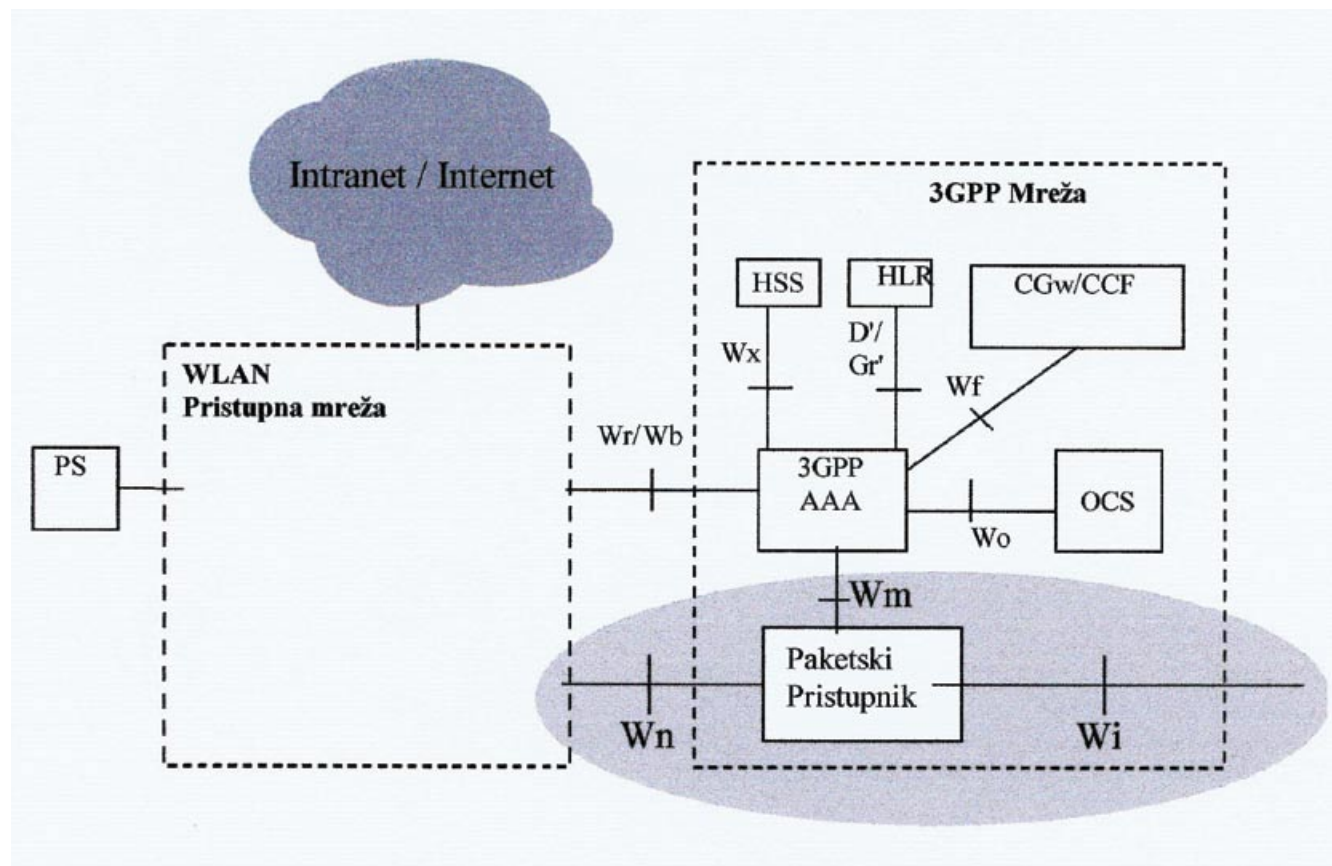 Intranet / Internet
3GPP Mreža
HSS
HLR
CGw/CCF
Wx
D'/
Gr'
Wf
WLAN
Pristupna mreža
Wr/Wb
PS
3GPP
AAA
OCS
Wo
Wm
Paketski
Pristupnik
Wn
Wi